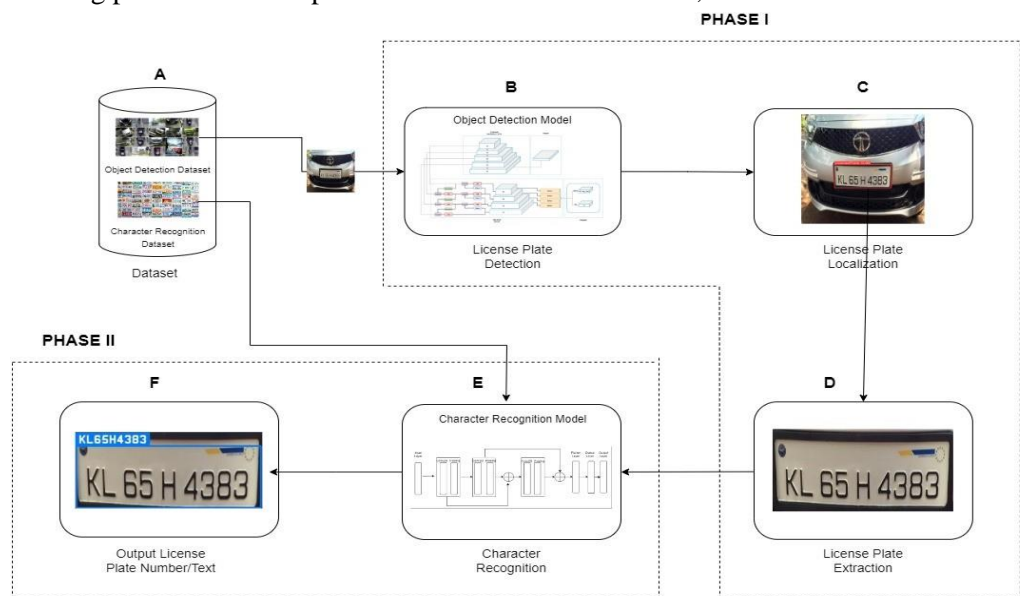 PHASE I
A
B
C
Object Detection Model
Object Detection Dataset
KL 65 H 4383
Character Recognition
Dataset
License Plate
Detection
License Plate
Localization
Dataset
PHASE II
F
E
D
Character Recognition Model
KL65H4383
KL 65 H 4383
KL 65 H 4383
Output License
Plate Number/Text
Character
Recognition
License Plate
Extraction